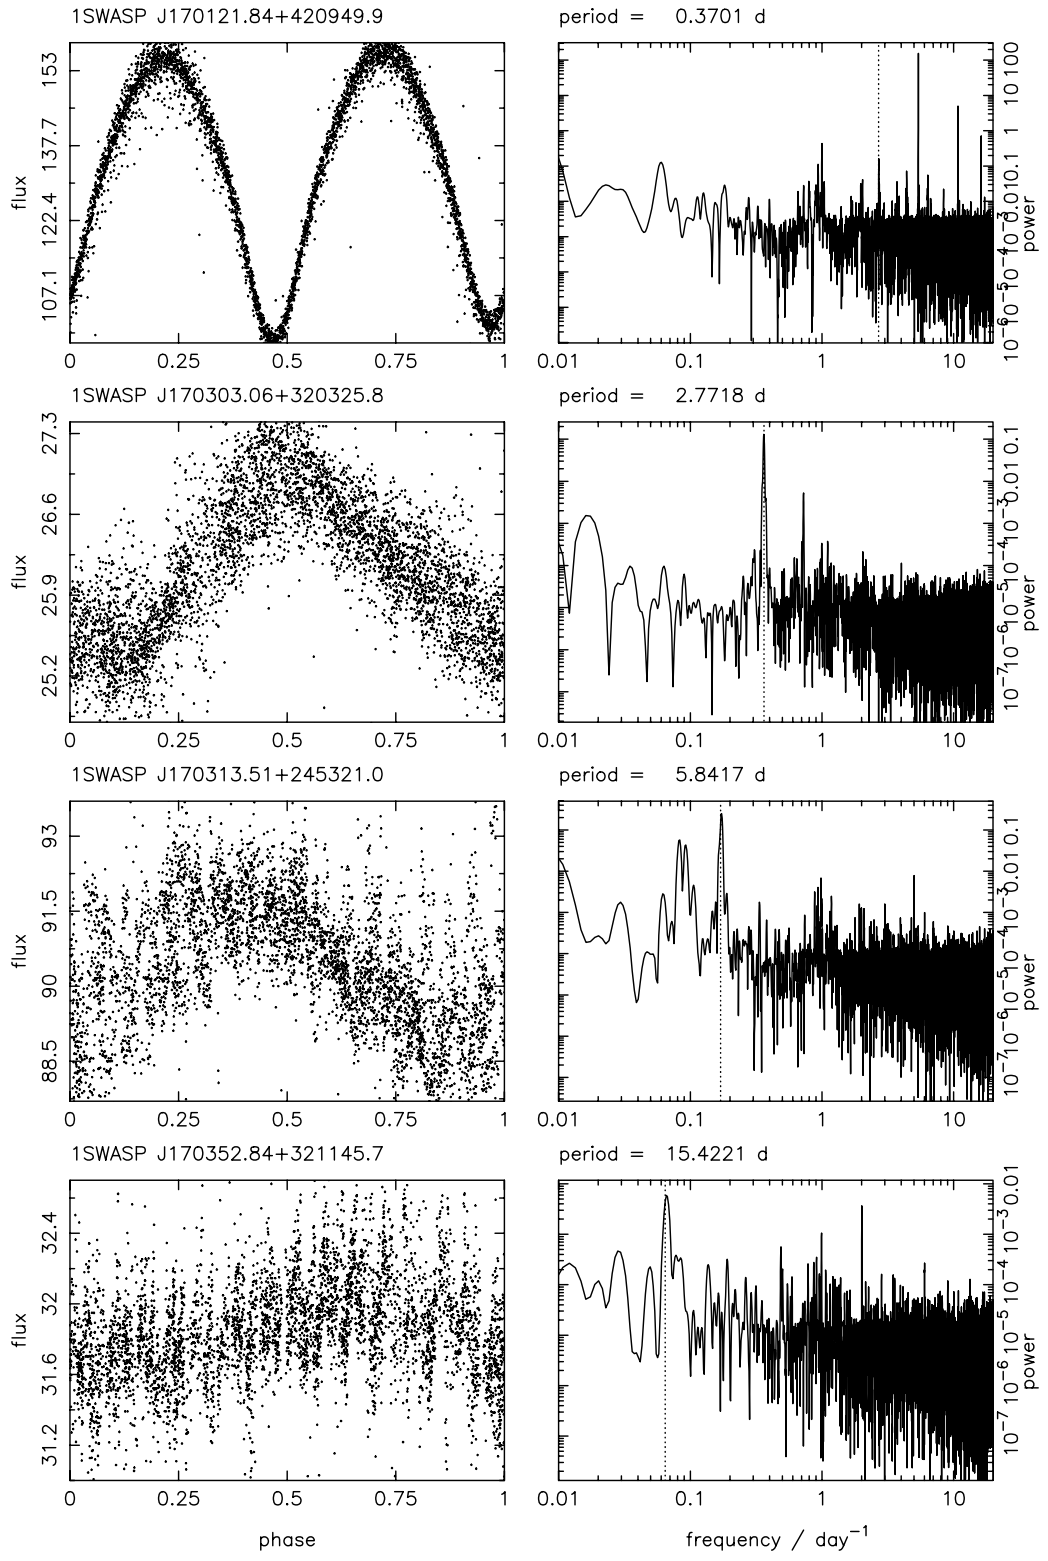 1SWASP J170121.84+420949.9
period = 0.3701 d
flux
107.1 122.4 137.7 153
0 0.25 0.5 0.75 1
power
10⁻⁶ 10⁻⁵ 10⁻⁴ 10⁻³ 0.01 0.1 1 10 100
0.01 0.1 1 10
1SWASP J170303.06+320325.8
period = 2.7718 d
flux
25.2 25.9 26.6 27.3
0 0.25 0.5 0.75 1
power
10⁻⁷ 10⁻⁶ 10⁻⁵ 10⁻⁴ 10⁻³ 0.01 0.1
0.01 0.1 1 10
1SWASP J170313.51+245321.0
period = 5.8417 d
flux
88.5 90 91.5 93
0 0.25 0.5 0.75 1
power
10⁻⁷ 10⁻⁶ 10⁻⁵ 10⁻⁴ 10⁻³ 0.01 0.1
0.01 0.1 1 10
1SWASP J170352.84+321145.7
period = 15.4221 d
flux
31.2 31.6 32 32.4
0 0.25 0.5 0.75 1
power
10⁻⁷ 10⁻⁶ 10⁻⁵ 10⁻⁴ 10⁻³ 0.01
0.01 0.1 1 10
phase
frequency / day⁻¹